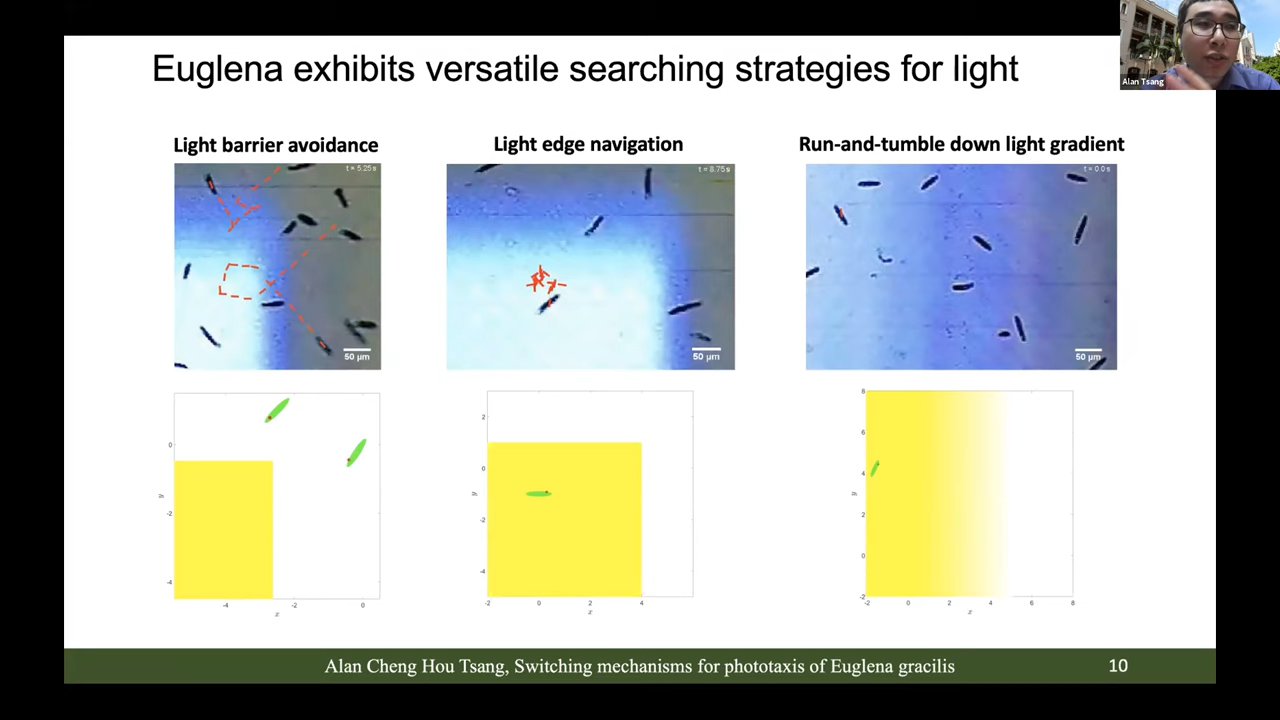 Euglena exhibits versatile searching strategies for light
Alan Tsang
Light barrier avoidance
Light edge navigation
Run-and-tumble down light gradient
t = 5.25s
t = 8.75s
t = 0.0s
50 μm
50 μm
50 μm
0
-2
-4
y
-4
-2
0
x
2
0
-2
-4
y
-2
0
2
4
x
8
6
4
2
0
-2
y
-2
0
2
4
6
8
x
Alan Cheng Hou Tsang, Switching mechanisms for phototaxis of Euglena gracilis
10